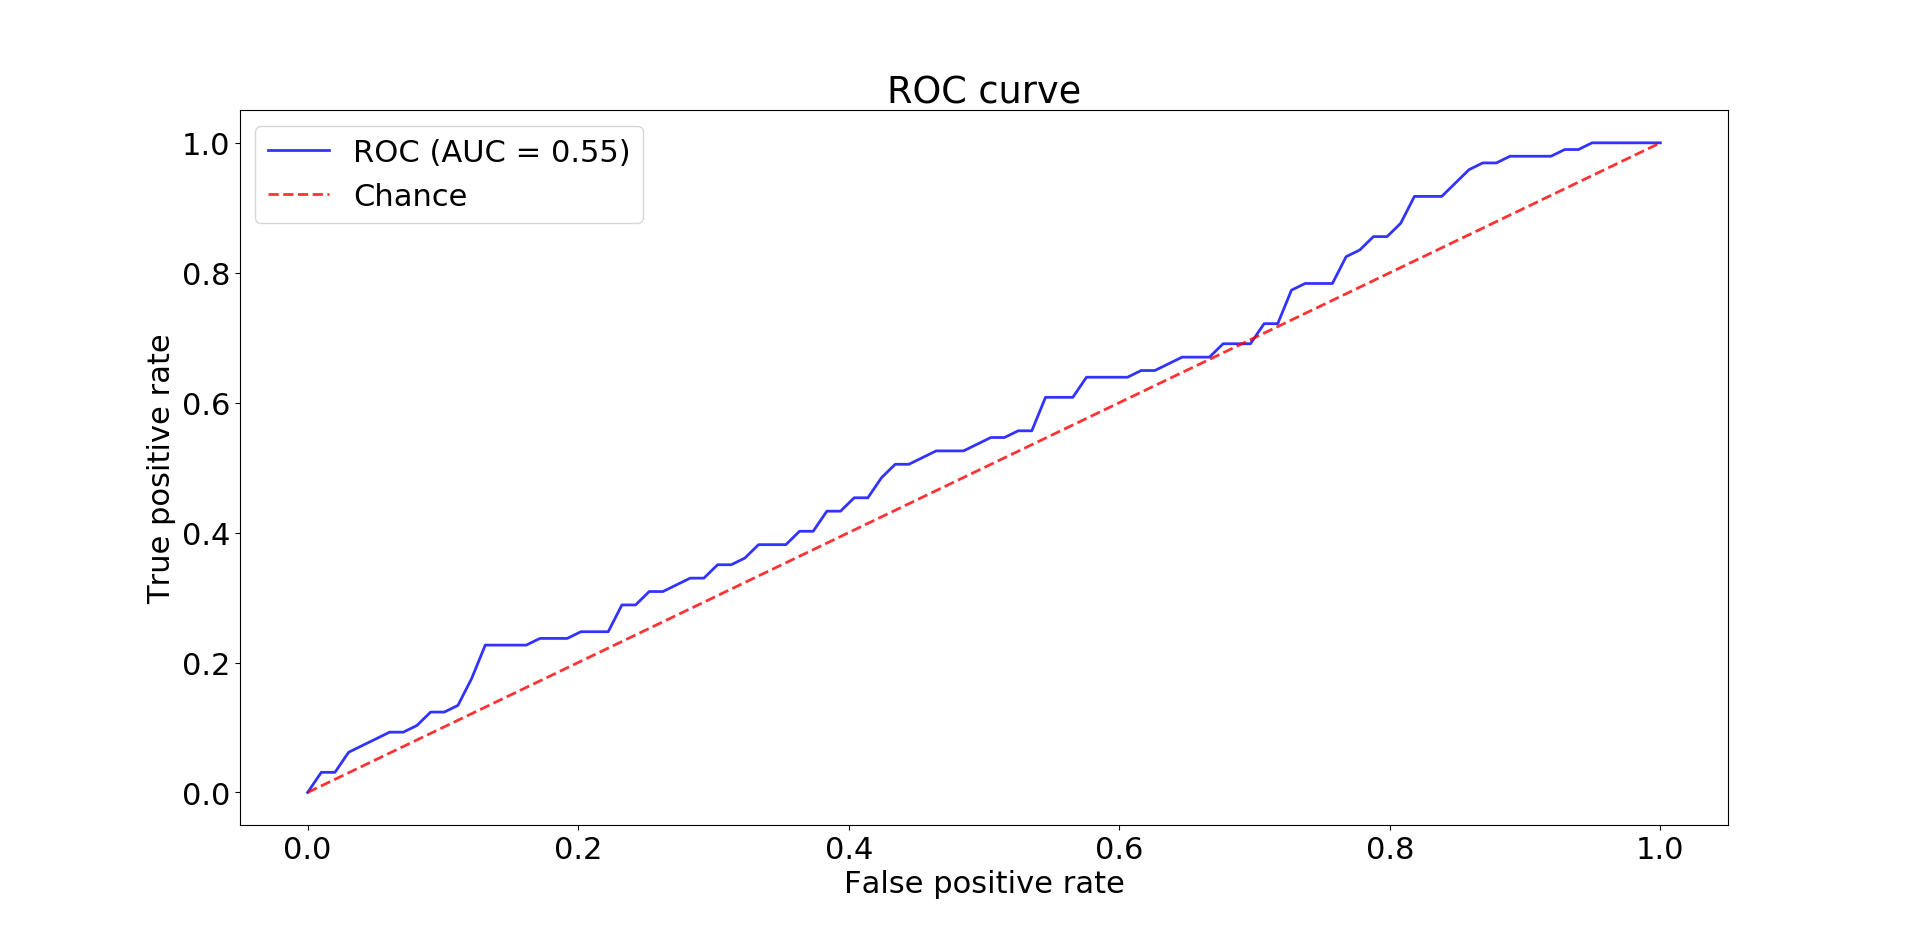 ROC curve
ROC (AUC = 0.55)
Chance
True positive rate
1.0
0.8
0.6
0.4
0.2
0.0
0.0 0.2 0.4 0.6 0.8 1.0
False positive rate